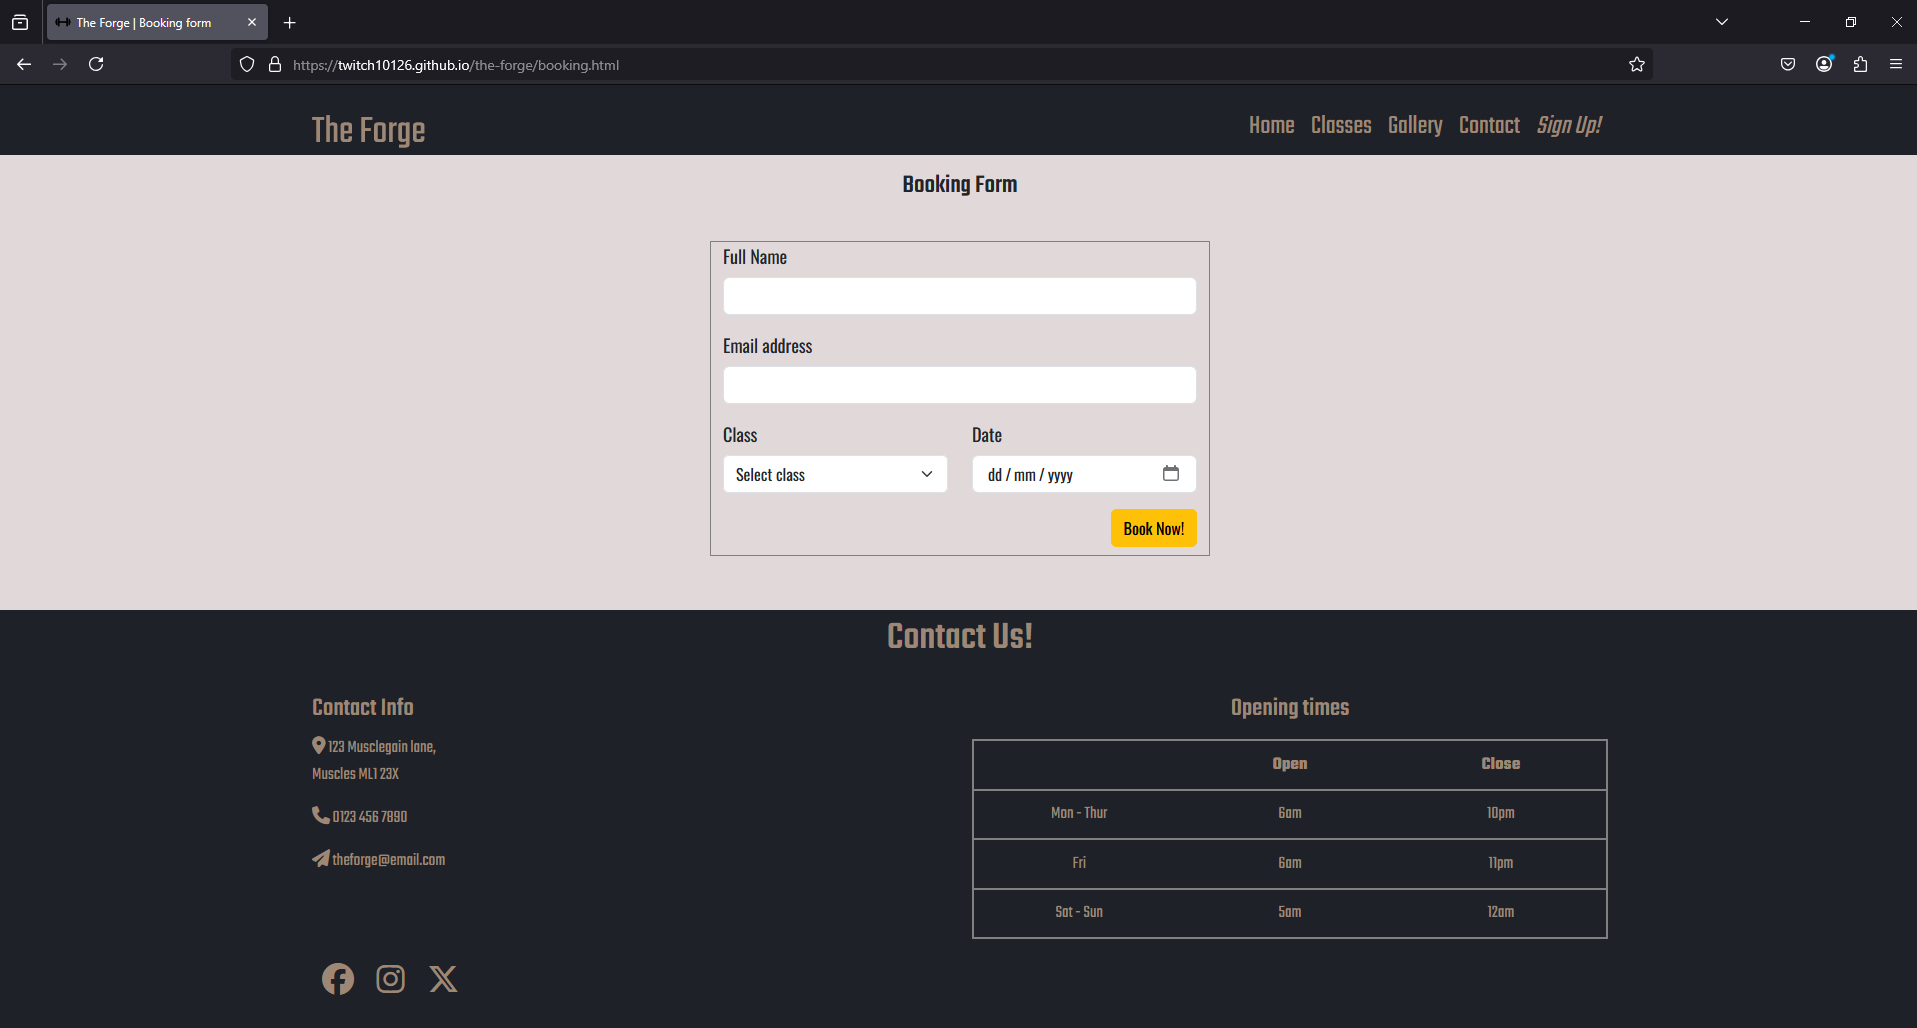 The Forge | Booking form
https://twitch10126.github.io/the-forge/booking.html
The Forge
Home Classes Gallery Contact Sign Up!
Booking Form
Full Name
Email address
Class Date
Select class dd / mm / yyyy
Book Now!
Contact Us!
Contact Info
123 Musclegain lane,
Muscles ML1 23X
0123 456 7890
theforge@email.com
Opening times
Open Close
Mon - Thur 6am 10pm
Fri 6am 11pm
Sat - Sun 5am 12am